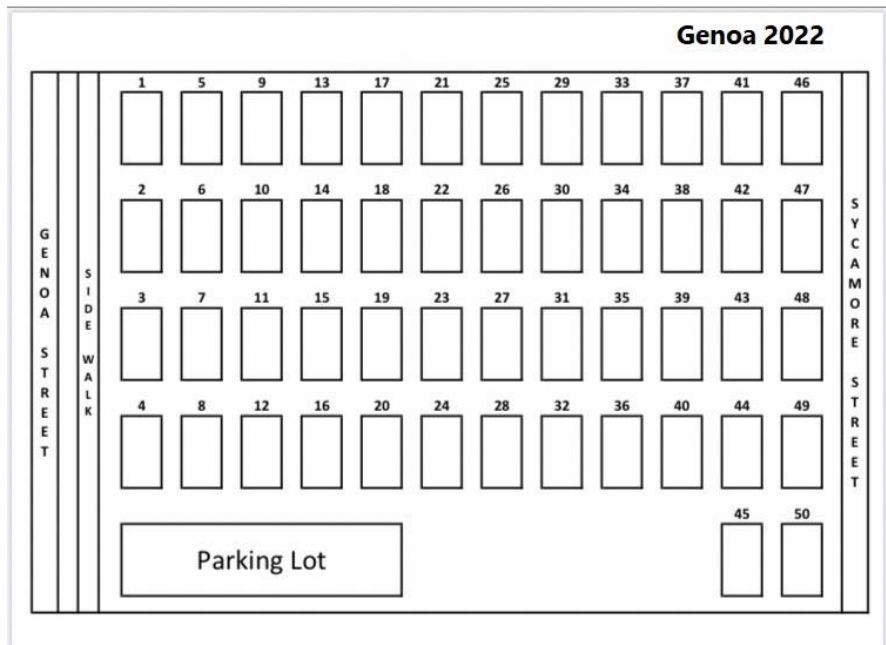 Genoa 2022
1 5 9 13 17 21 25 29 33 37 41 46
2 6 10 14 18 22 26 30 34 38 42 47
3 7 11 15 19 23 27 31 35 39 43 48
4 8 12 16 20 24 28 32 36 40 44 49
45 50
GENOA STREET
SIDE WALK
SYCAMORE STREET
Parking Lot